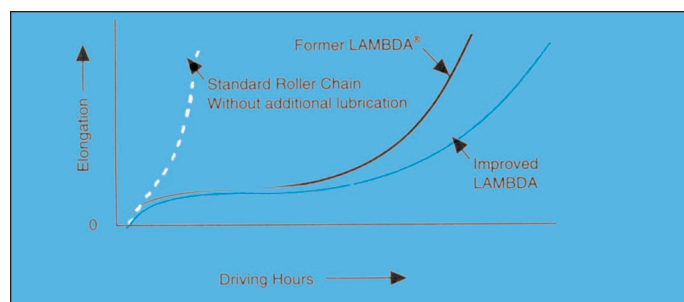 Former LAMBDA®
Standard Roller Chain
Without additional lubrication
Elongation
Improved
LAMBDA
0
Driving Hours